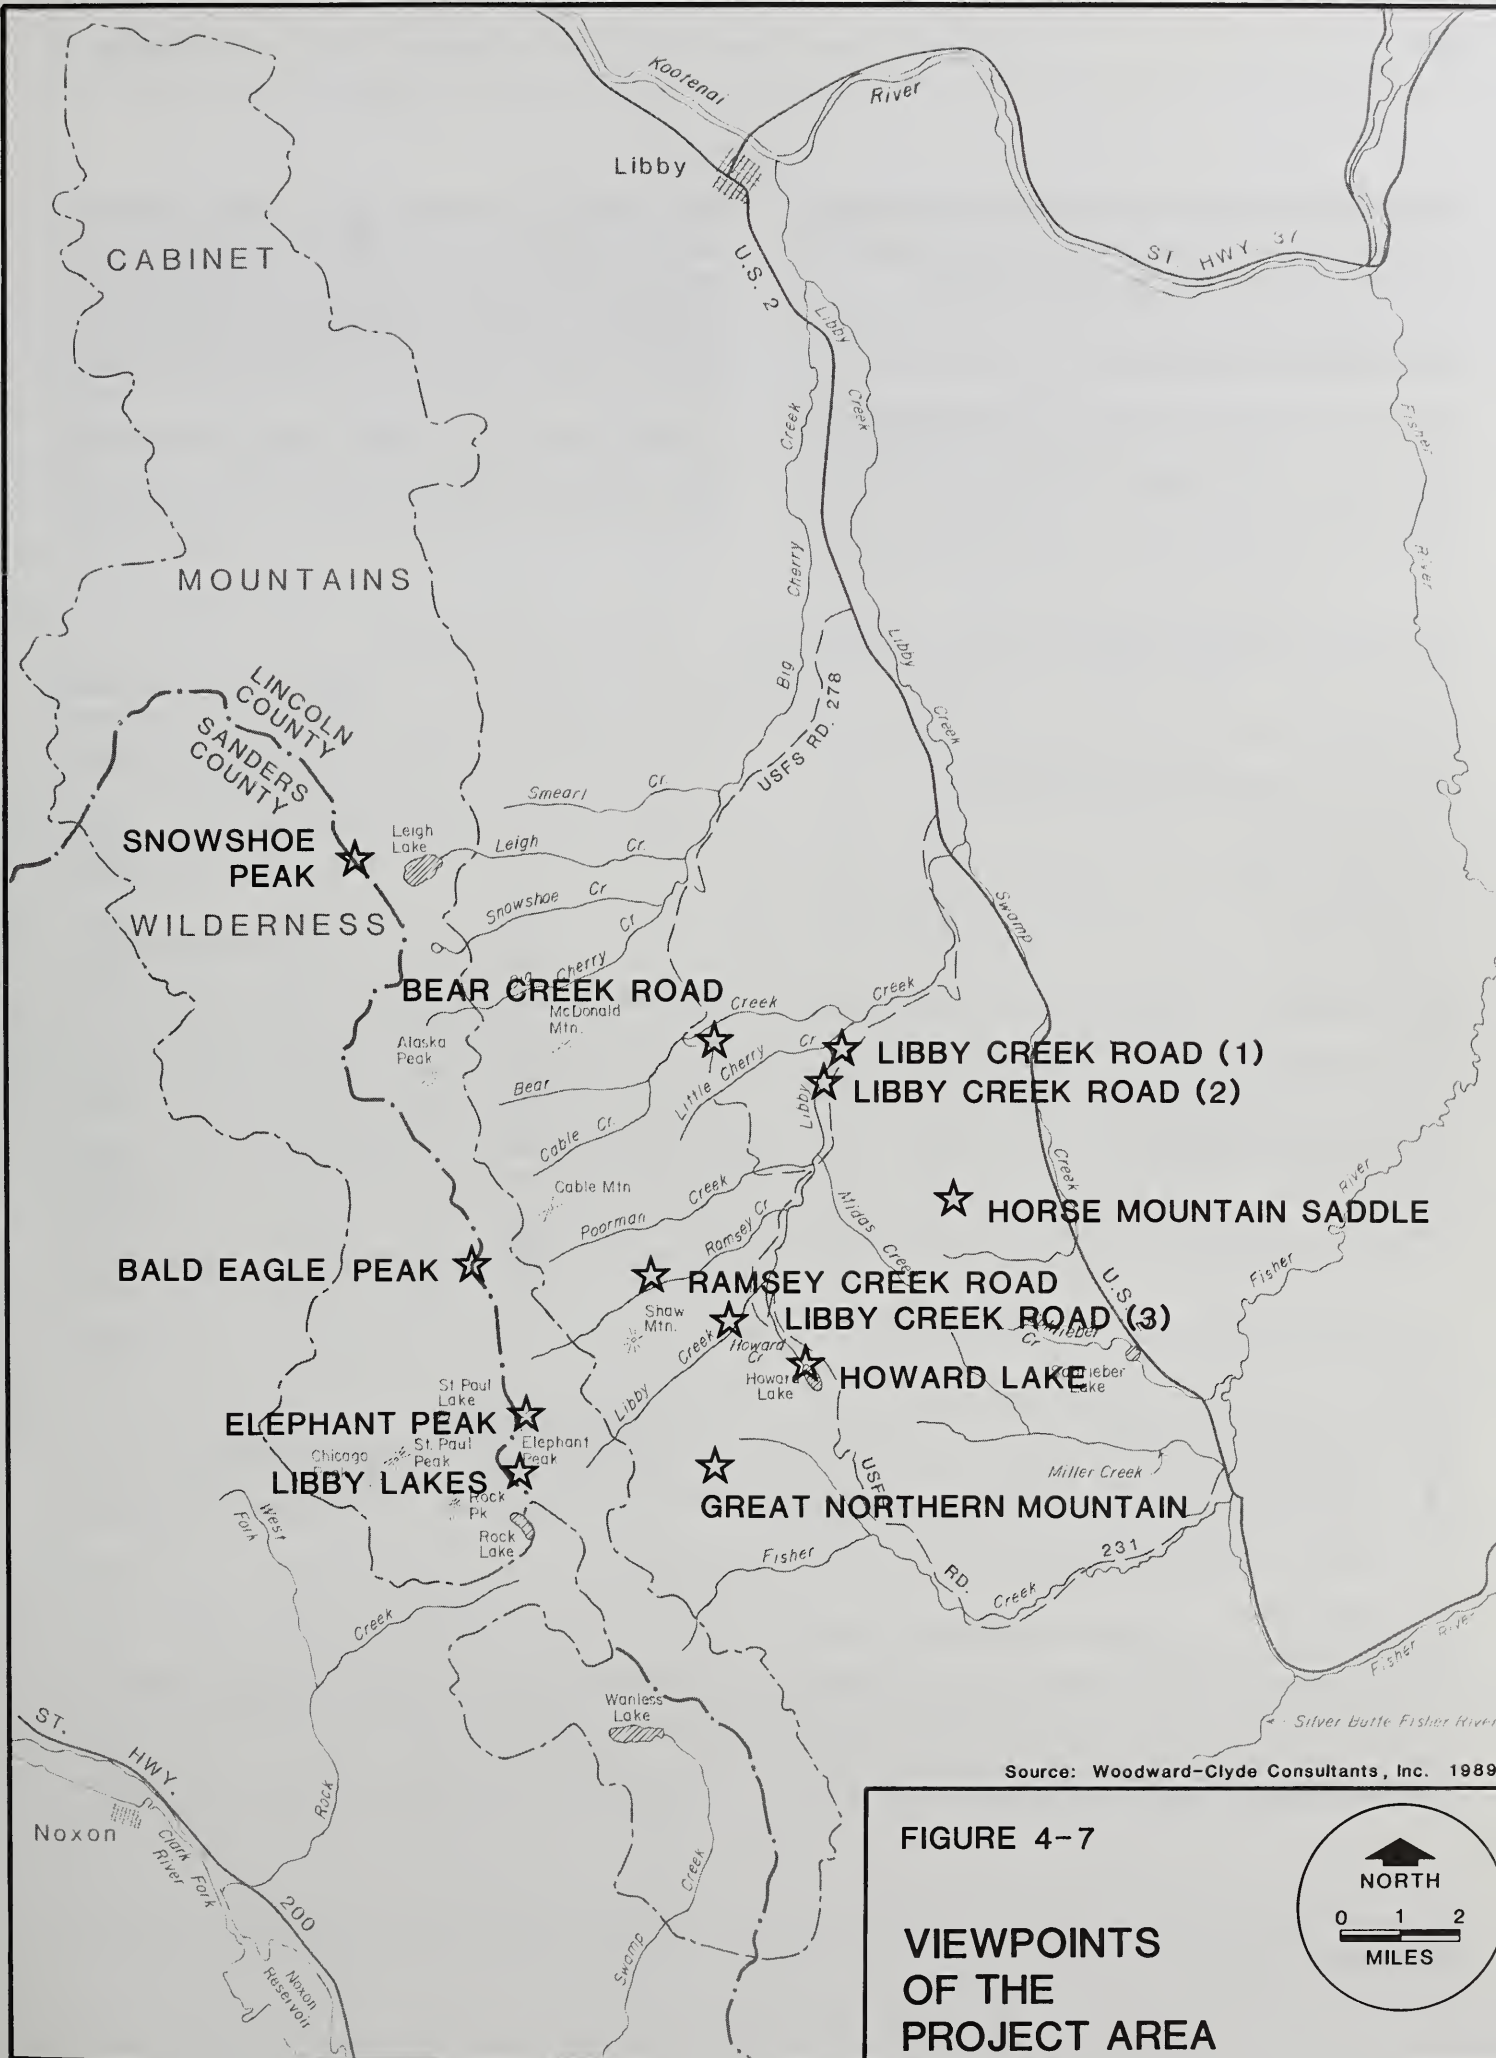 Kootenai
River
Libby
CABINET
ST. HWY. 37
U.S. 2
Libby
Creek
Creek
Fisher
River
MOUNTAINS
Cherry
Big
Libby
Creek
USFS RD. 278
LINCOLN
COUNTY
SANDERS
COUNTY
Smearl Cr.
SNOWSHOE
PEAK
Leigh
Lake
Leigh Cr.
Snowshoe Cr
WILDERNESS
Swamp
Big Cherry Cr
BEAR CREEK ROAD
Creek
Creek
McDonald
Mtn.
Alaska
Peak
LIBBY CREEK ROAD (1)
Little Cherry Cr
LIBBY CREEK ROAD (2)
Bear
Libby
Cable Cr.
Creek
Cable Mtn
Poorman Creek
Midas
Creek
River
HORSE MOUNTAIN SADDLE
Ramsey Cr
BALD EAGLE PEAK
RAMSEY CREEK ROAD
Fisher
U.S. 2
Shaw
Mtn.
LIBBY CREEK ROAD (3)
Schrieber
Cr
Libby Creek
Howard
Cr
Howard
Lake
HOWARD LAKE
Schrieber
Lake
St Paul
Lake
ELEPHANT PEAK
Elephant
Peak
St. Paul
Peak
Chicago
LIBBY LAKES
Rock
Pk
Rock
Lake
West
Fork
Miller Creek
GREAT NORTHERN MOUNTAIN
USFS
RD.
231
Fisher
Creek
Creek
Rock
Wanless
Lake
Fisher River
Silver Butte Fisher River
ST.
HWY.
200
Noxon
Clark Fork
River
Noxon
Reservoir
Creek
Swamp
Source: Woodward-Clyde Consultants, Inc. 1989
FIGURE 4-7
VIEWPOINTS
OF THE
PROJECT AREA
NORTH
0 1 2
MILES